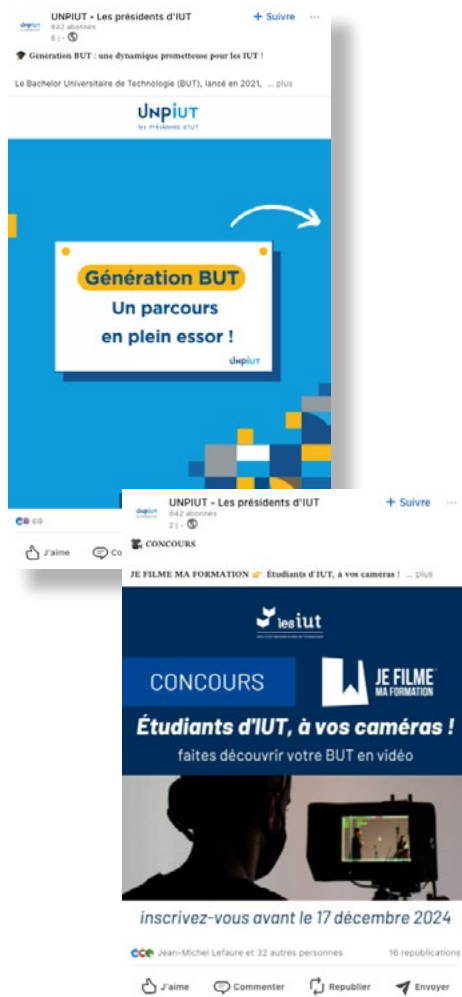 UNPIUT - Les présidents d'IUT
+ Suivre ...
842 abonnés
6 j •
Génération BUT : une dynamique prometteuse pour les IUT !
Le Bachelor Universitaire de Technologie (BUT), lancé en 2021, ... plus
UNPIUT
les Présidents d'IUT
Génération BUT
Un parcours
en plein essor !
UNPIUT
69
J'aime
Co
UNPIUT - Les présidents d'IUT
+ Suivre ...
842 abonnés
2 j •
CONCOURS
JE FILME MA FORMATION 👉 Étudiants d'IUT, à vos caméras ! ... plus
les iut
CONCOURS
JE FILME
MA FORMATION
Étudiants d'IUT, à vos caméras !
faites découvrir votre BUT en vidéo
inscrivez-vous avant le 17 décembre 2024
Jean-Michel Lefaure et 32 autres personnes
16 republications
J'aime
Commenter
Republier
Envoyer